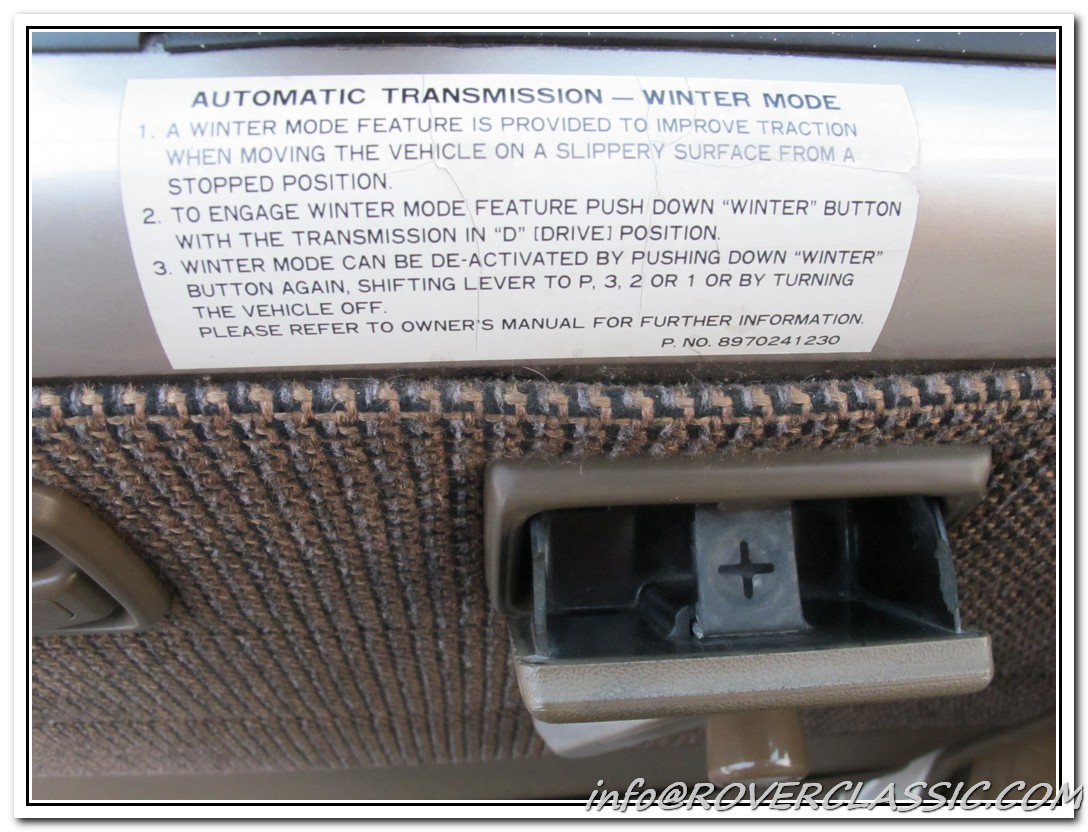 AUTOMATIC TRANSMISSION — WINTER MODE
1. A WINTER MODE FEATURE IS PROVIDED TO IMPROVE TRACTION
WHEN MOVING THE VEHICLE ON A SLIPPERY SURFACE FROM A
STOPPED POSITION.
2. TO ENGAGE WINTER MODE FEATURE PUSH DOWN “WINTER” BUTTON
WITH THE TRANSMISSION IN “D” [DRIVE] POSITION.
3. WINTER MODE CAN BE DE-ACTIVATED BY PUSHING DOWN “WINTER”
BUTTON AGAIN, SHIFTING LEVER TO P, 3, 2 OR 1 OR BY TURNING
THE VEHICLE OFF.
PLEASE REFER TO OWNER'S MANUAL FOR FURTHER INFORMATION.
P. NO. 8970241230
info@ROVERCLASSIC.COM